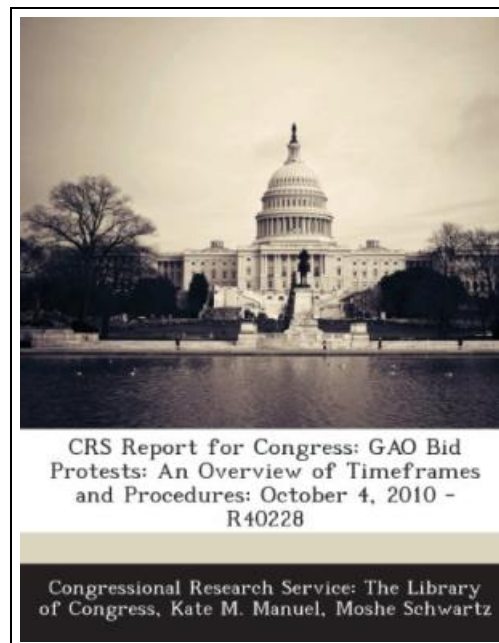 CRS Report for Congress: GAO Bid
Protests: An Overview of Timeframes
and Procedures: October 4, 2010 -
R40228
Congressional Research Service: The Library
of Congress, Kate M. Manuel, Moshe Schwartz